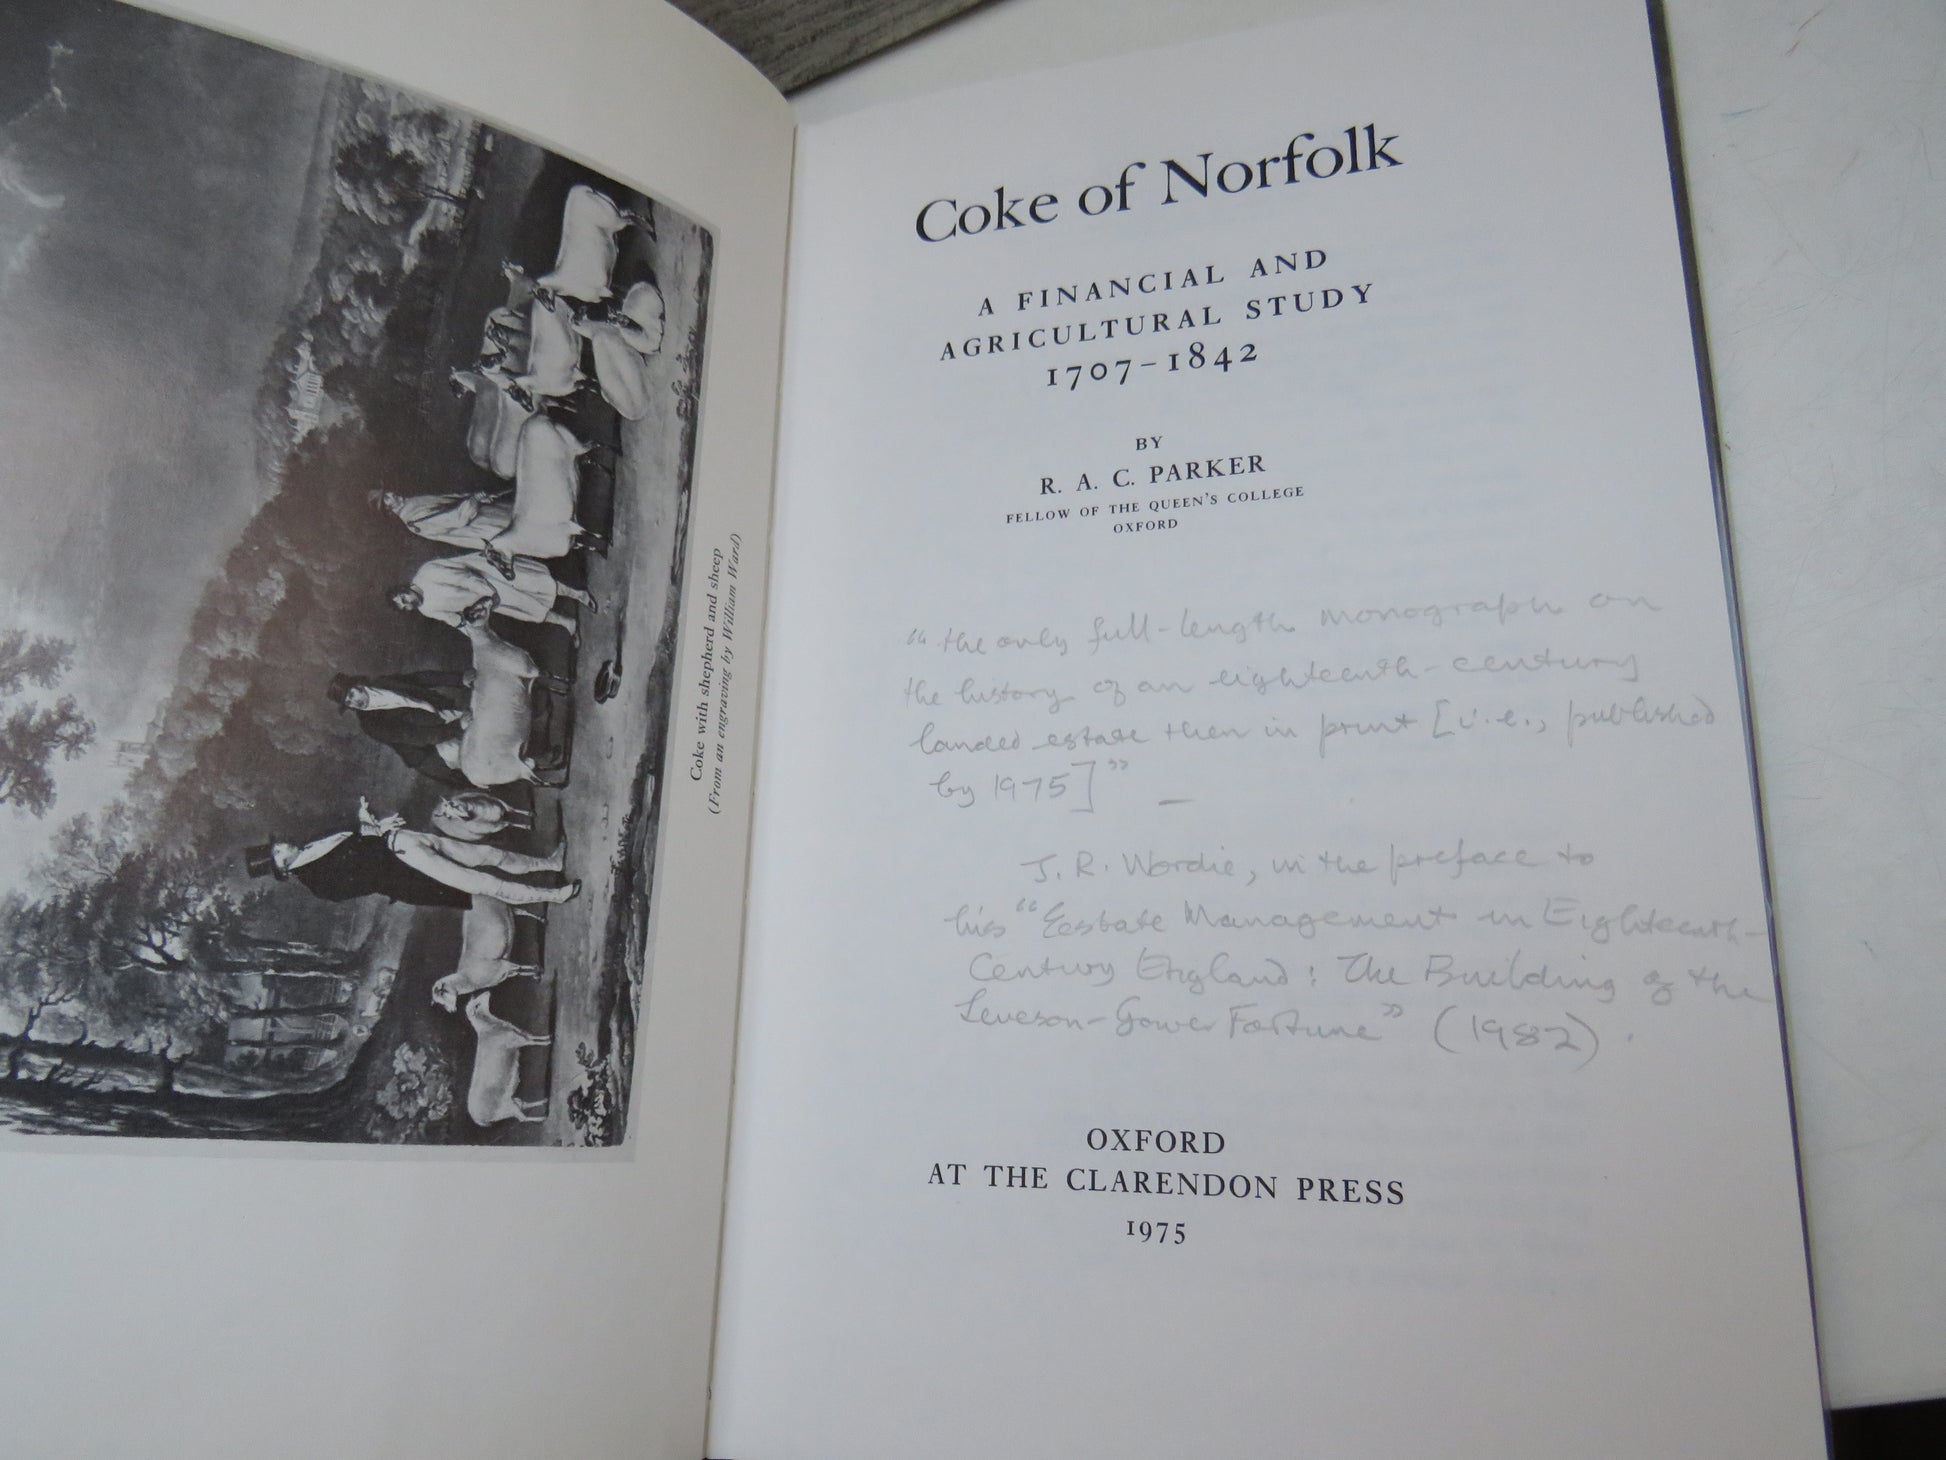 Coke with shepherd and sheep
(From an engraving by William Ward)
Coke of Norfolk
A FINANCIAL AND
AGRICULTURAL STUDY
1707–1842
BY
R. A. C. PARKER
FELLOW OF THE QUEEN'S COLLEGE
OXFORD
“the only full-length monograph on
the history of an eighteenth-century
landed estate then in print [i.e., published
by 1975]” —
J. R. Wordie, in the preface to
his “Eesbate Management in Eighteenth-
Century England: The Building of the
Leveson-Gower Fortune” (1982).
OXFORD
AT THE CLARENDON PRESS
1975